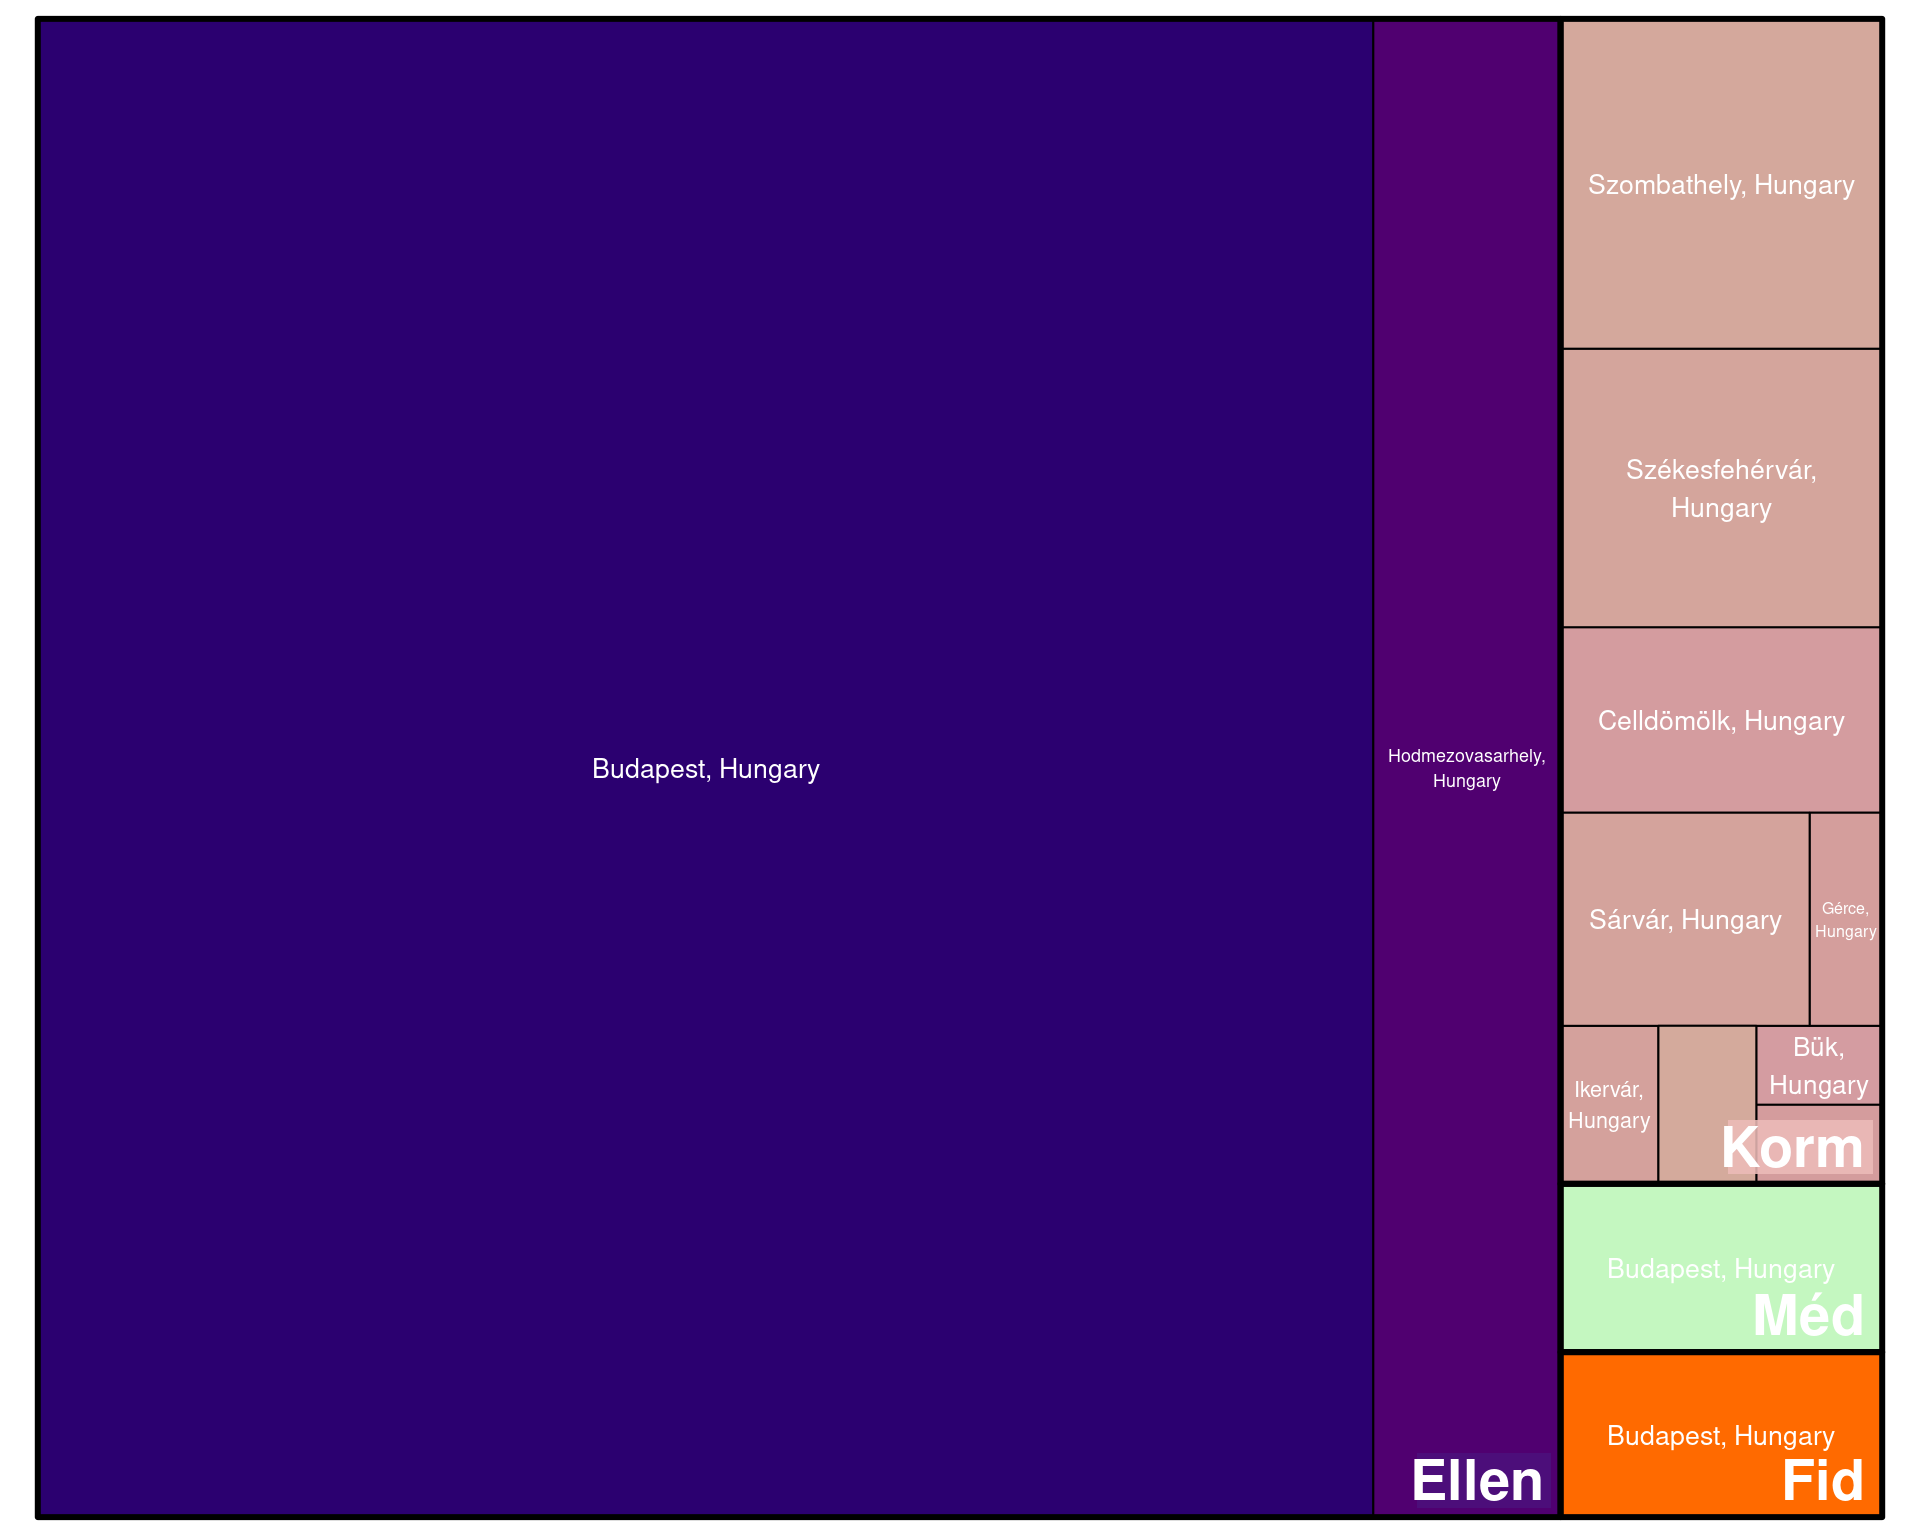 Budapest, Hungary
Hodmezovasarhely,
Hungary
Ellen
Szombathely, Hungary
Székesfehérvár,
Hungary
Celldömölk, Hungary
Sárvár, Hungary
Gérce,
Hungary
Ikervár,
Hungary
Bük,
Hungary
Korm
Budapest, Hungary
Méd
Budapest, Hungary
Fid